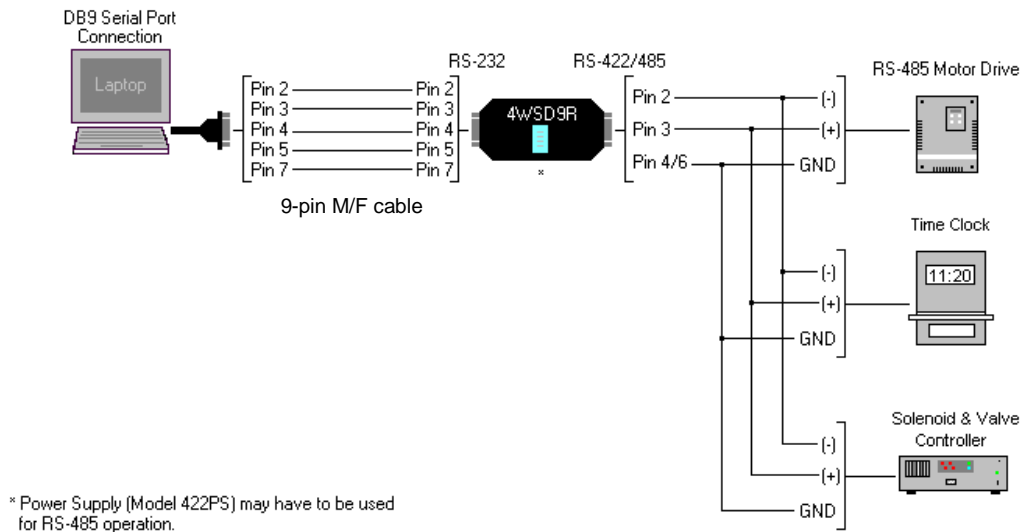 DB9 Serial Port
Connection
Laptop
RS-232
RS-422/485
RS-485 Motor Drive
Pin 2 Pin 2
Pin 3 Pin 3
Pin 4 Pin 4
Pin 5 Pin 5
Pin 7 Pin 7
9-pin M/F cable
4WSD9R
*
Pin 2
Pin 3
Pin 4/6
(-)
(+)
GND
Time Clock
11:20
(-)
(+)
GND
Solenoid & Valve
Controller
(-)
(+)
GND
* Power Supply (Model 422PS) may have to be used
for RS-485 operation.